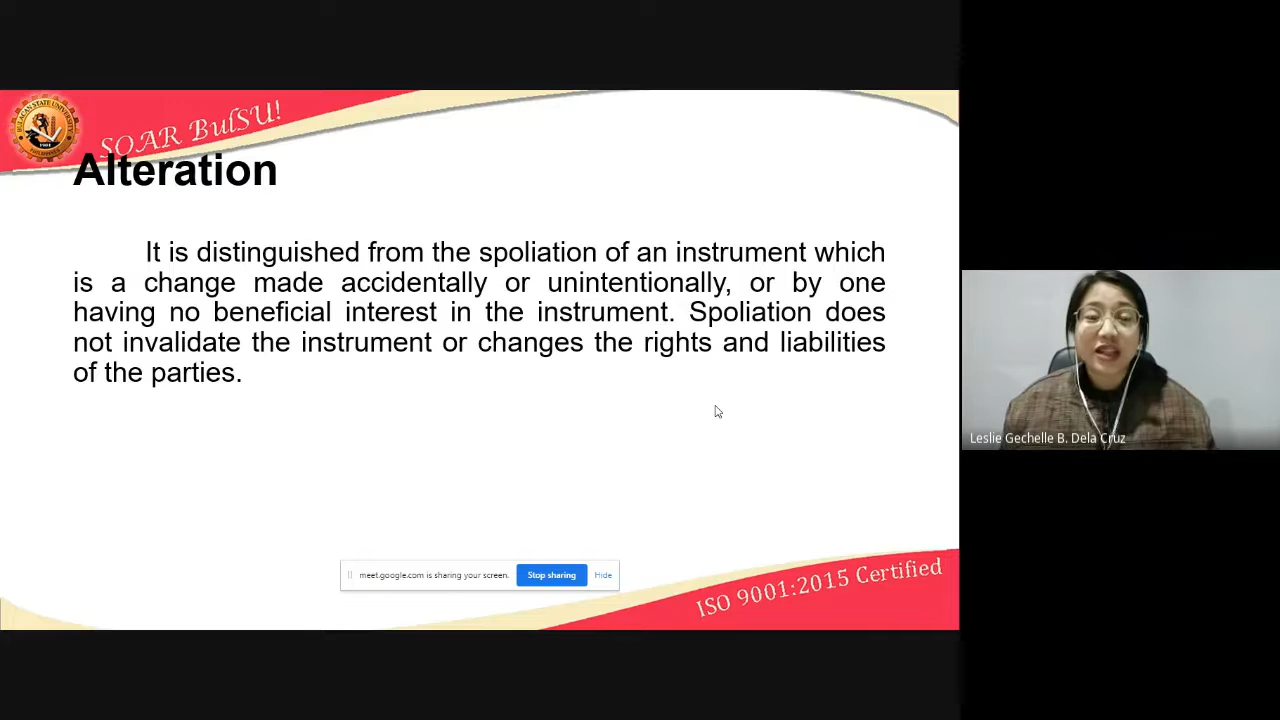 BULACAN STATE UNIVERSITY
SOAR BulSU!
Alteration
It is distinguished from the spoliation of an instrument which
is a change made accidentally or unintentionally, or by one
having no beneficial interest in the instrument. Spoliation does
not invalidate the instrument or changes the rights and liabilities
of the parties.
Leslie Gechelle B. Dela Cruz
meet.google.com is sharing your screen. Stop sharing Hide
ISO 9001:2015 Certified